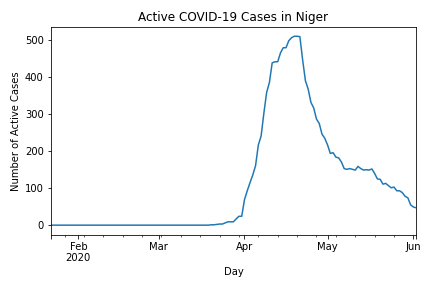 Active COVID-19 Cases in Niger
Number of Active Cases
500
400
300
200
100
0
Feb
2020
Mar
Apr
May
Jun
Day